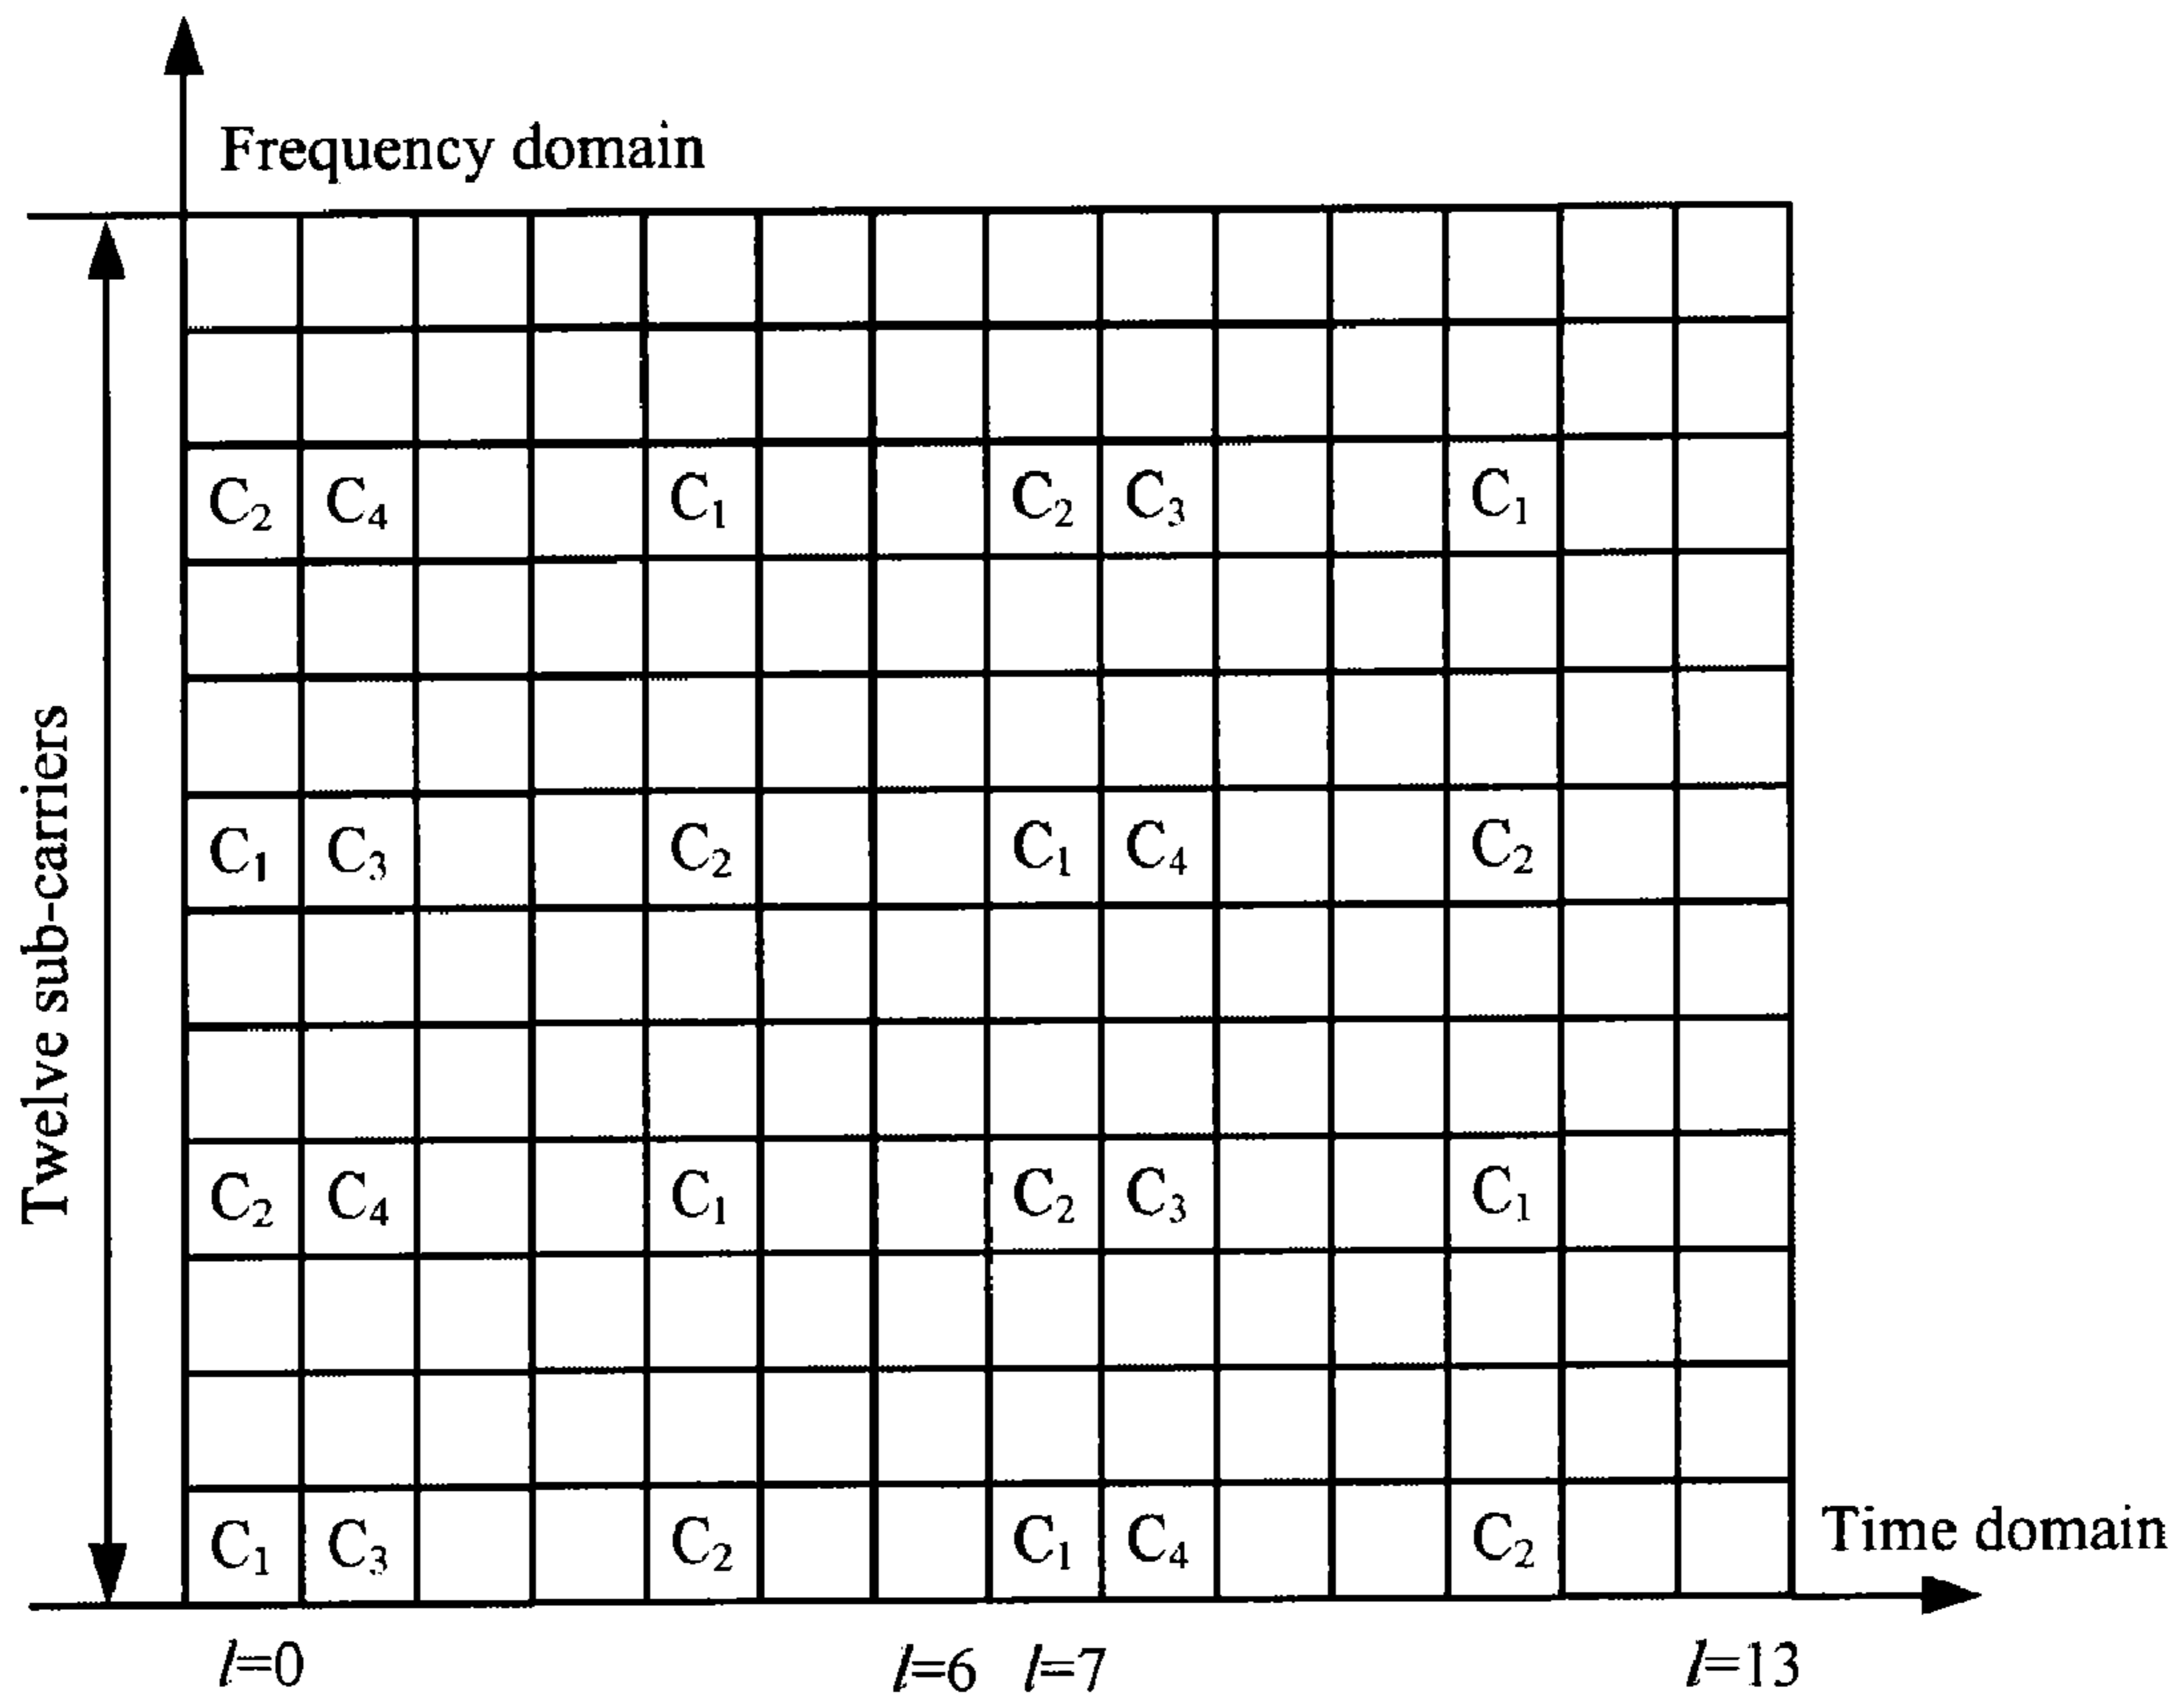 Frequency domain
Twelve sub-carriers
C₂ C₄ C₁ C₂ C₃ C₁
C₁ C₃ C₂ C₁ C₄ C₂
C₂ C₄ C₁ C₂ C₃ C₁
C₁ C₃ C₂ C₁ C₄ C₂
Time domain
l=0 l=6 l=7 l=13